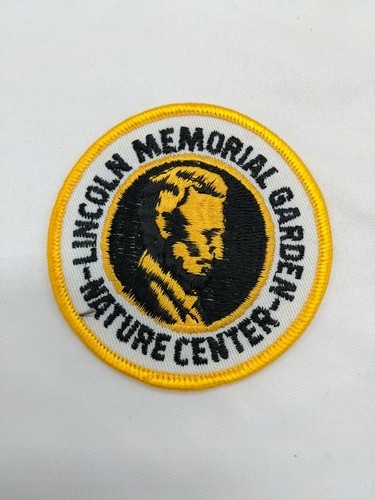 LINCOLN MEMORIAL GARDEN
-NATURE CENTER-